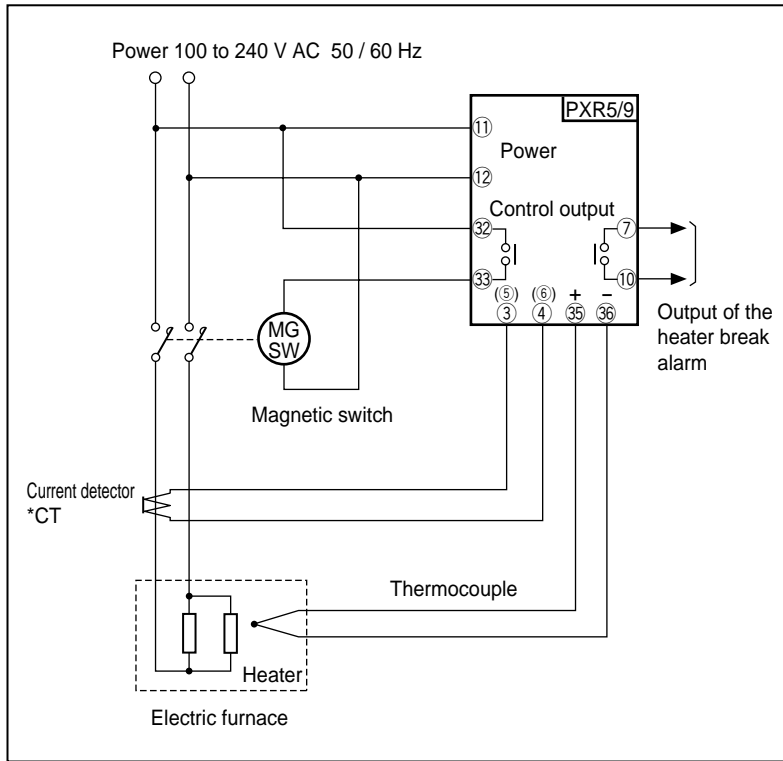 Power 100 to 240 V AC 50 / 60 Hz
PXR5/9
⑪
Power
⑫
Control output
㉜
⑦
㉝
⑩
(⑤) (⑥) + −
③ ④ ㉟ ㊱
Output of the
heater break
alarm
MG
SW
Magnetic switch
Current detector
*CT
Thermocouple
Heater
Electric furnace